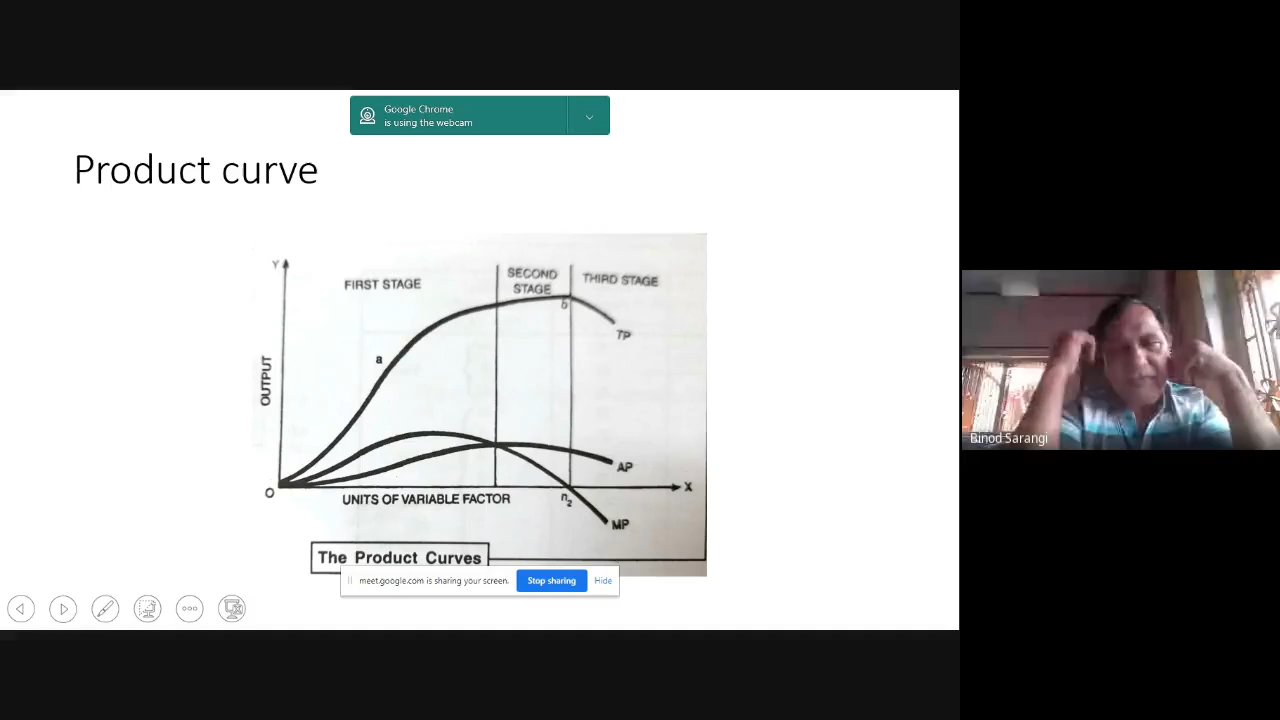 Google Chrome
is using the webcam
Product curve
Y
FIRST STAGE
SECOND
STAGE
THIRD STAGE
b
TP
a
OUTPUT
AP
O
UNITS OF VARIABLE FACTOR
n2
X
MP
The Product Curves
meet.google.com is sharing your screen.
Stop sharing
Hide
Binod Sarangi